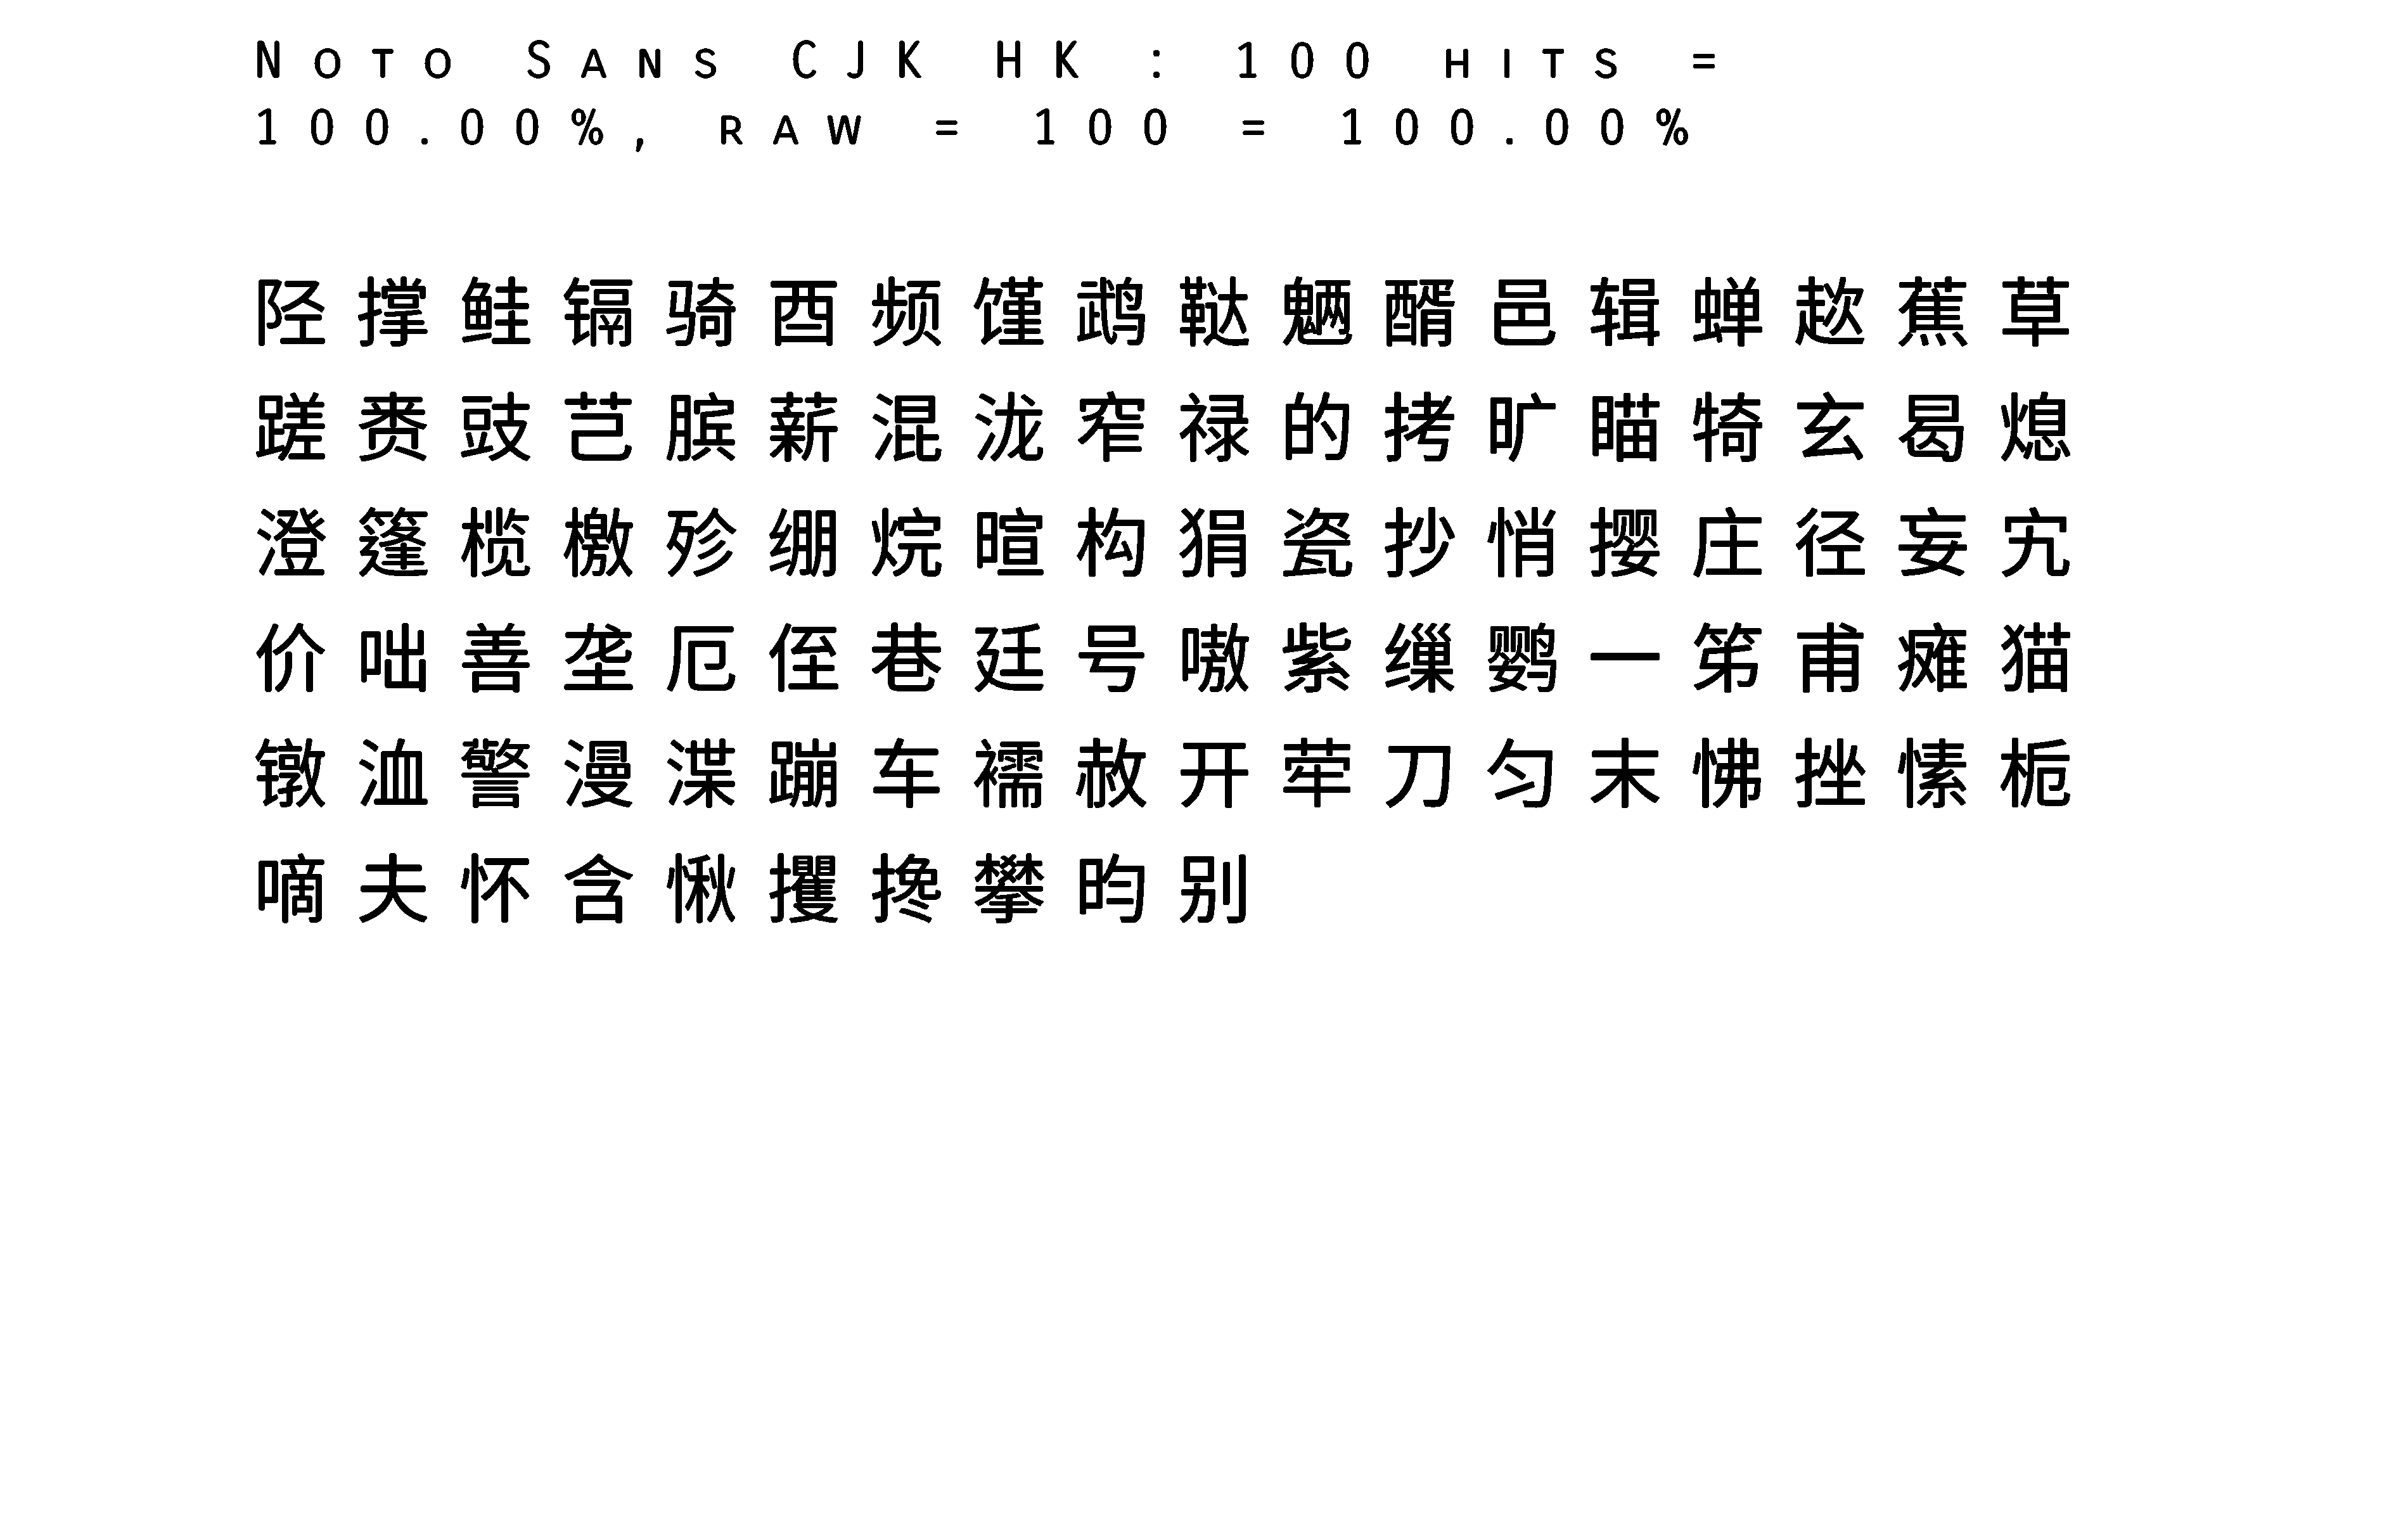 Noto Sans CJK HK : 100 hits =
100.00%, raw = 100 = 100.00%
陉撑鲑镉骑酉频馑鹉鞑魉醑邑辑蝉趑蕉草
蹉赉豉芑膑薪混泷窄禄的拷旷瞄犄玄曷熄
澄篷榄檄殄绷烷暄构狷瓷抄悄撄庄径妄宄
价咄善垄厄侄巷廷号嗷紫缫鹦一笫甫瘫猫
镦洫警漫渫蹦车襦赦开荦刀匀末怫挫愫栀
嘀夫怀含愀攫搀攀昀别